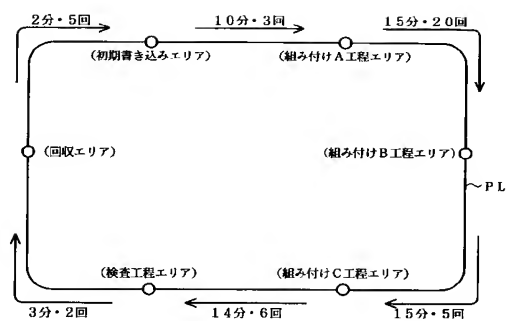 2分・5回
10分・3回
15分・20回
(初期書き込みエリア)
(組み付けA工程エリア)
(回収エリア)
(組み付けB工程エリア)
PL
(検査工程エリア)
(組み付けC工程エリア)
3分・2回
14分・6回
15分・5回